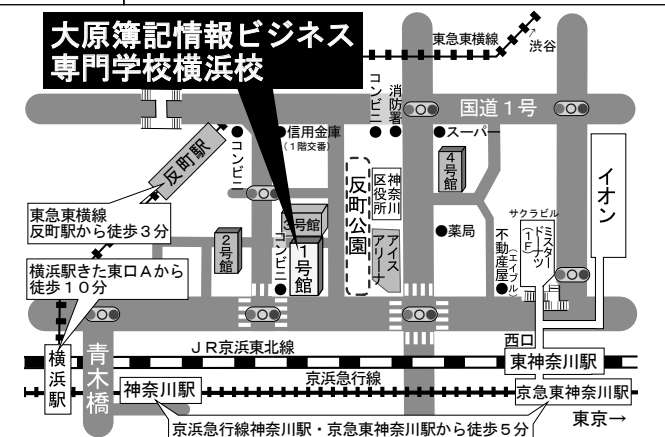 大原簿記情報ビジネス
専門学校横浜校
東急東横線
渋谷
コンビニ
消防署
国道1号
反町駅
コンビニ
信用金庫
(1階交番)
スーパー
4号館
イオン
反町公園
神奈川
区役所
東急東横線
反町駅から徒歩3分
3号館
2号館
コンビニ
1号館
アイス
アリーナ
薬局
サクラビル
ミスター
ドーナツ
(1F)
不動産屋
(エイブル)
横浜駅きた東口Aから
徒歩10分
西口
JR京浜東北線
東神奈川駅
横浜駅
青木橋
神奈川駅
京浜急行線
京急東神奈川駅
東京→
京浜急行線神奈川駅・京急東神奈川駅から徒歩5分